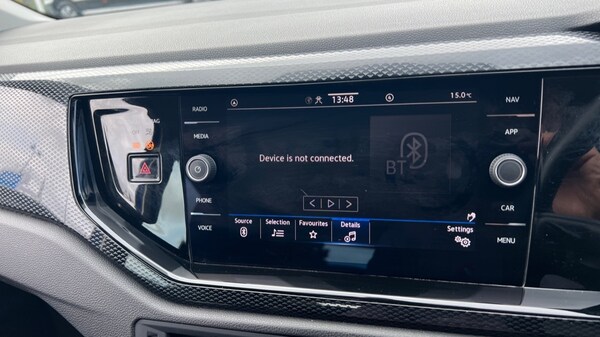 RADIO
MEDIA
PHONE
VOICE
13:48
15.0°C
Device is not connected.
BT
Source
Selection
Favourites
Details
Settings
NAV
APP
CAR
MENU